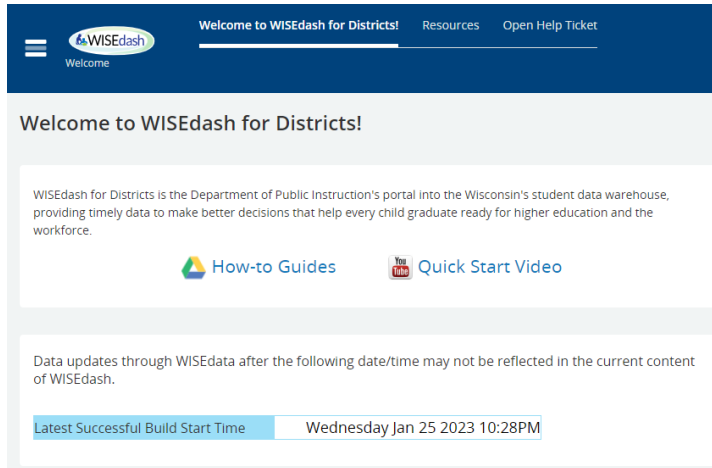 Welcome to WISEdash for Districts! Resources Open Help Ticket
WISEdash
Welcome
Welcome to WISEdash for Districts!
WISEdash for Districts is the Department of Public Instruction's portal into the Wisconsin's student data warehouse,
providing timely data to make better decisions that help every child graduate ready for higher education and the
workforce.
How-to Guides You Tube Quick Start Video
Data updates through WISEdata after the following date/time may not be reflected in the current content
of WISEdash.
Latest Successful Build Start Time Wednesday Jan 25 2023 10:28PM